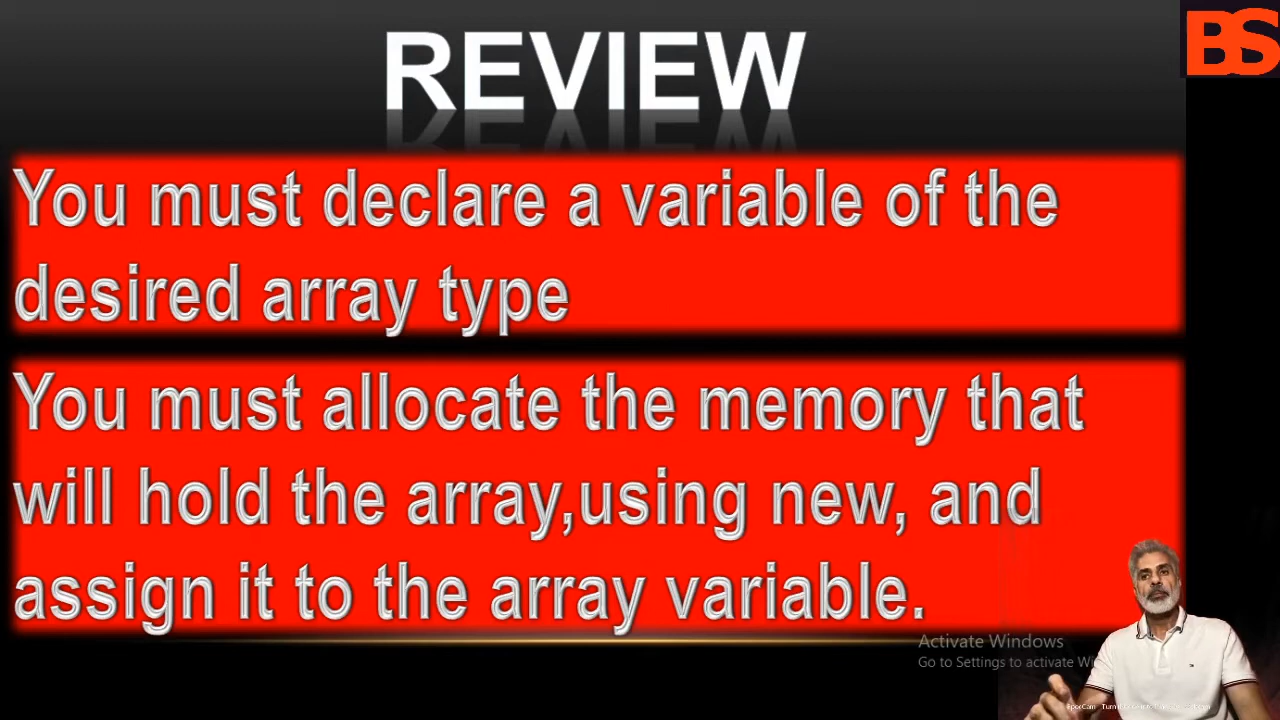 REVIEW
BS
You must declare a variable of the
desired array type
You must allocate the memory that
will hold the array,using new, and
assign it to the array variable.
Activate Windows
Go to Settings to activate